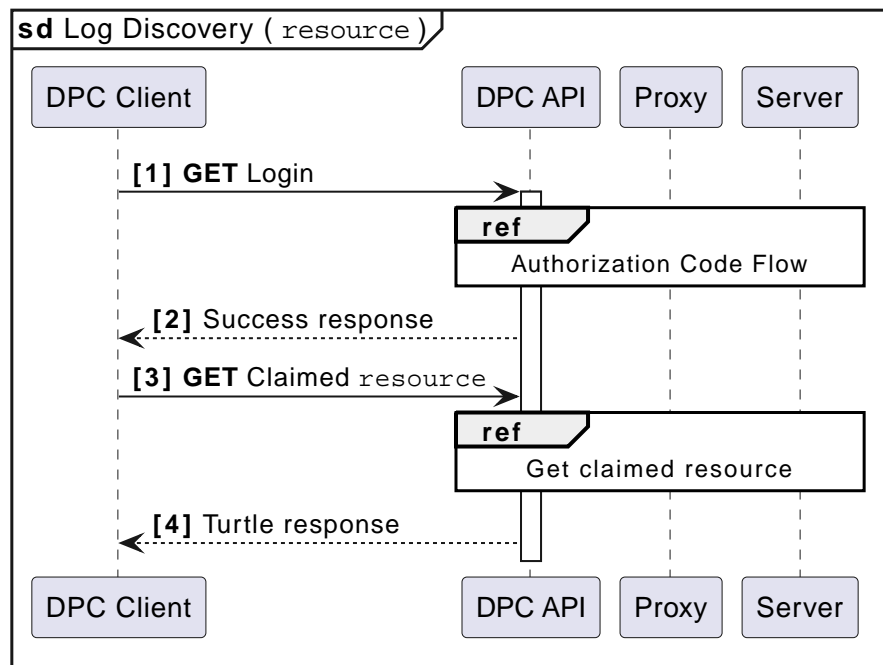 sd Log Discovery ( resource )
DPC Client DPC API Proxy Server
[1] GET Login
ref
Authorization Code Flow
[2] Success response
[3] GET Claimed resource
ref
Get claimed resource
[4] Turtle response
DPC Client DPC API Proxy Server